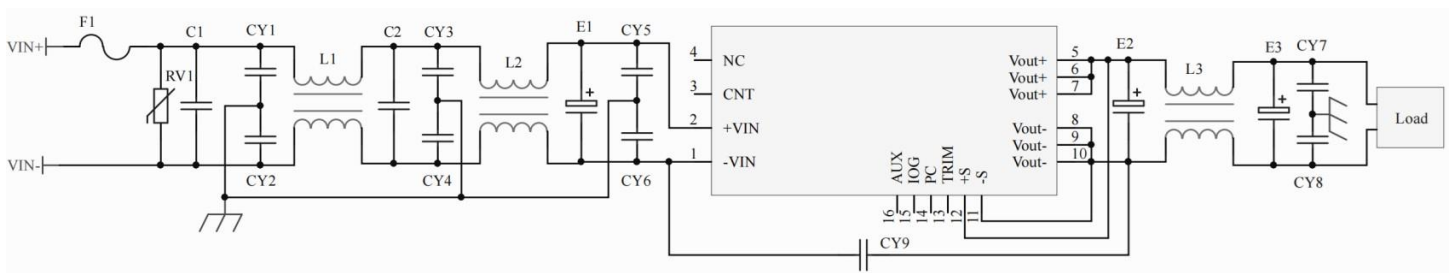 F1
VIN+
RV1
C1
CY1
CY2
L1
C2
CY3
CY4
L2
E1
CY5
CY6
4 NC
3 CNT
2 +VIN
1 -VIN
Vout+ 5
Vout+ 6
Vout+ 7
Vout- 8
Vout- 9
Vout- 10
AUX 16
IOG 15
PC 14
TRIM 13
+S 12
-S 11
CY9
E2
L3
E3
CY7
CY8
Load
VIN-
+
+
+